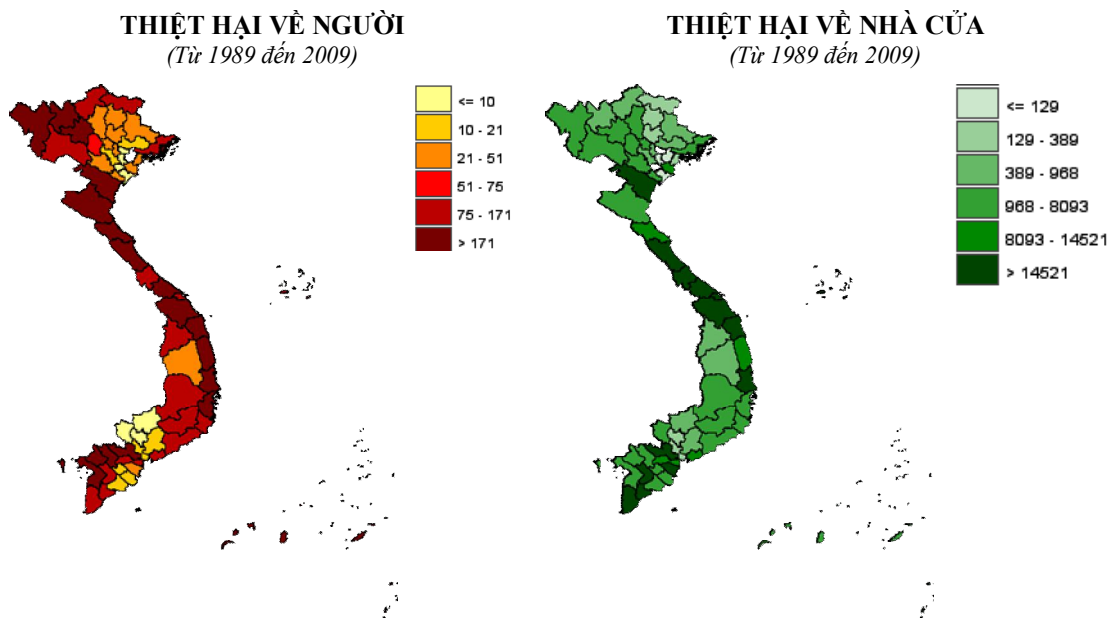 THIỆT HẠI VỀ NGƯỜI
(Từ 1989 đến 2009)
<= 10
10 - 21
21 - 51
51 - 75
75 - 171
> 171
THIỆT HẠI VỀ NHÀ CỬA
(Từ 1989 đến 2009)
<= 129
129 - 389
389 - 968
968 - 8093
8093 - 14521
> 14521